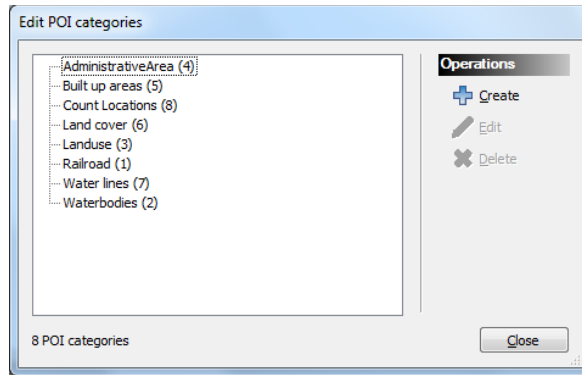 Edit POI categories
AdministrativeArea (4)
Built up areas (5)
Count Locations (8)
Land cover (6)
Landuse (3)
Railroad (1)
Water lines (7)
Waterbodies (2)
Operations
Create
Edit
Delete
8 POI categories
Close